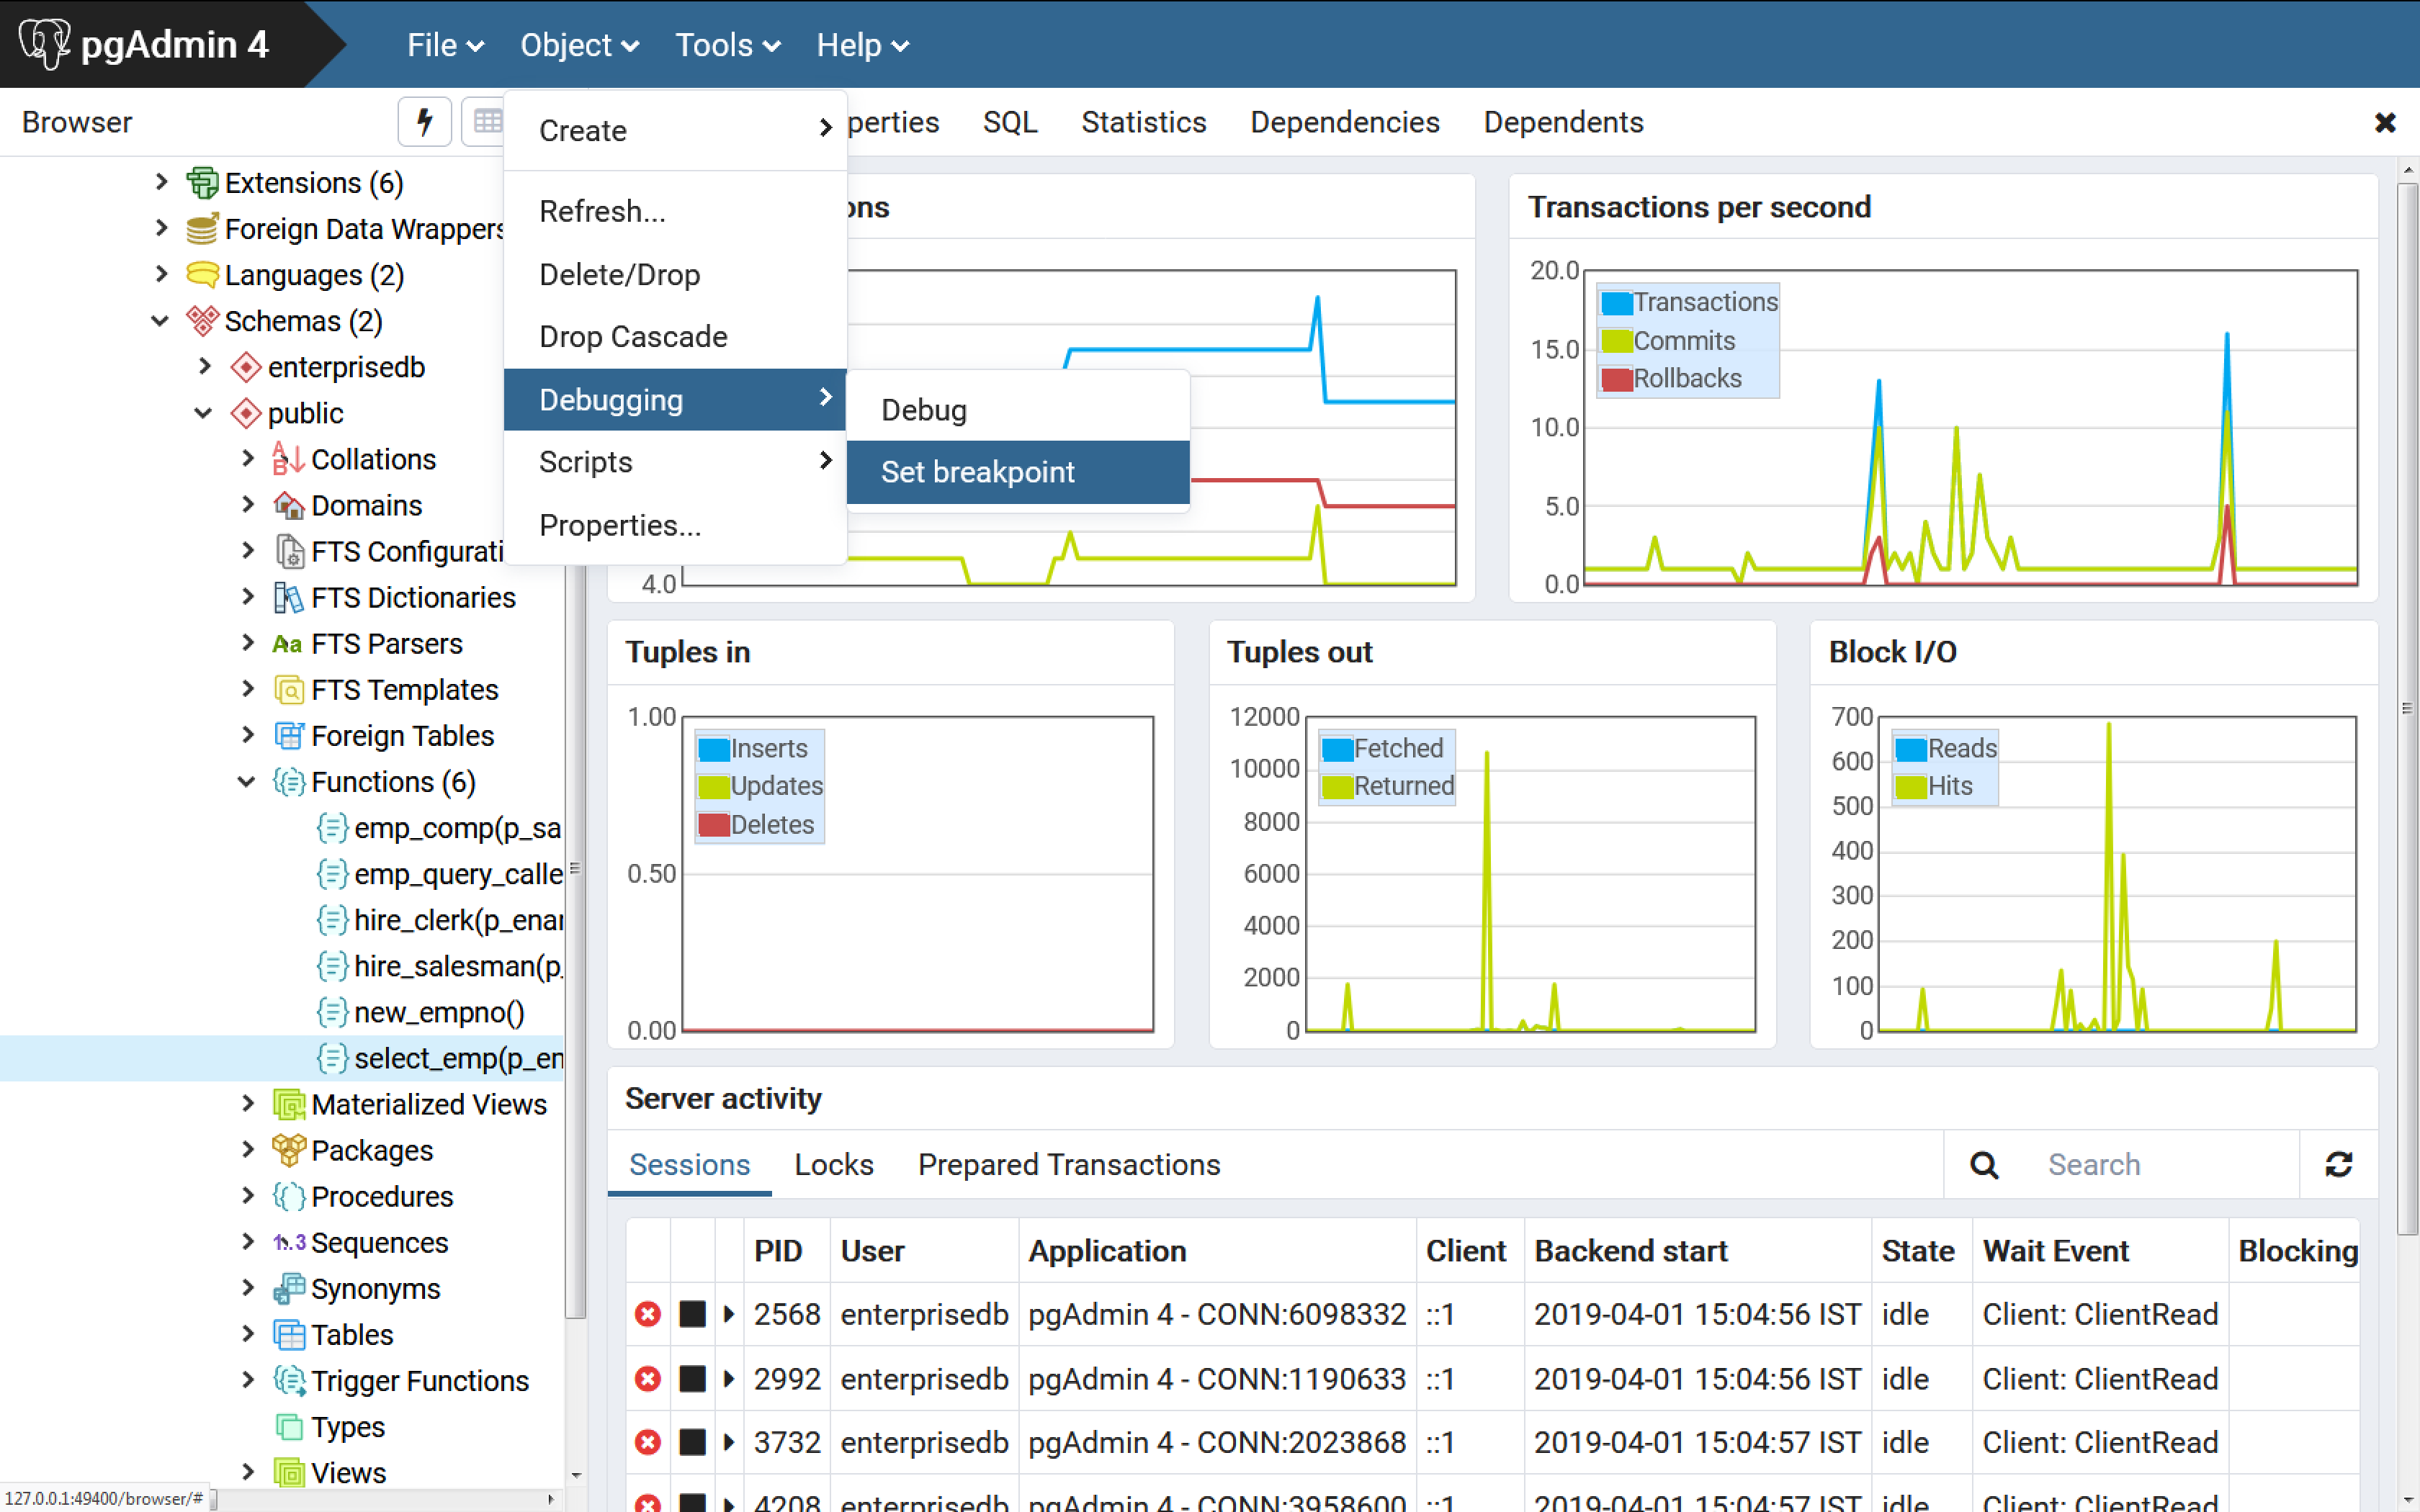 pgAdmin 4
File Object Tools Help
Browser
perties SQL Statistics Dependencies Dependents
Create
Refresh...
Delete/Drop
Drop Cascade
Debugging
Scripts
Properties...
Debug
Set breakpoint
Extensions (6)
Foreign Data Wrappers
Languages (2)
Schemas (2)
enterprisedb
public
Collations
Domains
FTS Configurati
FTS Dictionaries
Aa FTS Parsers
FTS Templates
Foreign Tables
Functions (6)
emp_comp(p_sa
emp_query_calle
hire_clerk(p_enar
hire_salesman(p_
new_empno()
select_emp(p_en
Materialized Views
Packages
Procedures
1..3 Sequences
Synonyms
Tables
Trigger Functions
Types
Views
127.0.0.1:49400/browser/#
ons
4.0
Transactions per second
20.0
15.0
10.0
5.0
0.0
Transactions
Commits
Rollbacks
Tuples in
1.00
0.50
0.00
Inserts
Updates
Deletes
Tuples out
12000
10000
8000
6000
4000
2000
0
Fetched
Returned
Block I/O
700
600
500
400
300
200
100
0
Reads
Hits
Server activity
Sessions Locks Prepared Transactions
Search
PID User Application Client Backend start State Wait Event Blocking
2568 enterprisedb pgAdmin 4 - CONN:6098332 ::1 2019-04-01 15:04:56 IST idle Client: ClientRead
2992 enterprisedb pgAdmin 4 - CONN:1190633 ::1 2019-04-01 15:04:56 IST idle Client: ClientRead
3732 enterprisedb pgAdmin 4 - CONN:2023868 ::1 2019-04-01 15:04:57 IST idle Client: ClientRead
4208 enterprisedb pgAdmin 4 - CONN:3958600 ::1 2019-04-01 15:04:57 IST idle Client: ClientRead